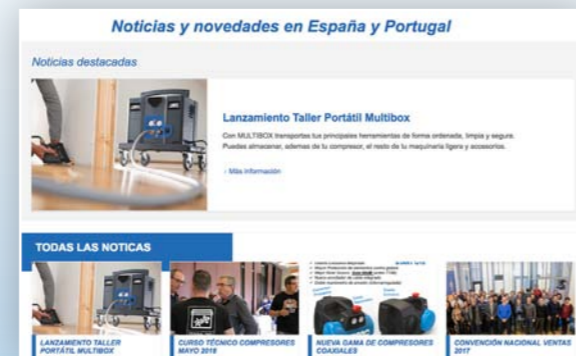 Noticias y novedades en España y Portugal
Noticias destacadas
Lanzamiento Taller Portátil Multibox
Con MULTIBOX transportas tus principales herramientas de forma ordenada, limpia y segura.
Puedas almacenar, ademas de tu compresor, el resto de tu maquinaria ligera y accesorios.
› Más información
TODAS LAS NOTICAS
LANZAMIENTO TALLER
PORTÁTIL MULTIBOX
CURSO TÉCNICO COMPRESORES
MAYO 2018
NUEVA GAMA DE COMPRESORES
COAXIALES
CONVENCIÓN NACIONAL VENTAS
2017